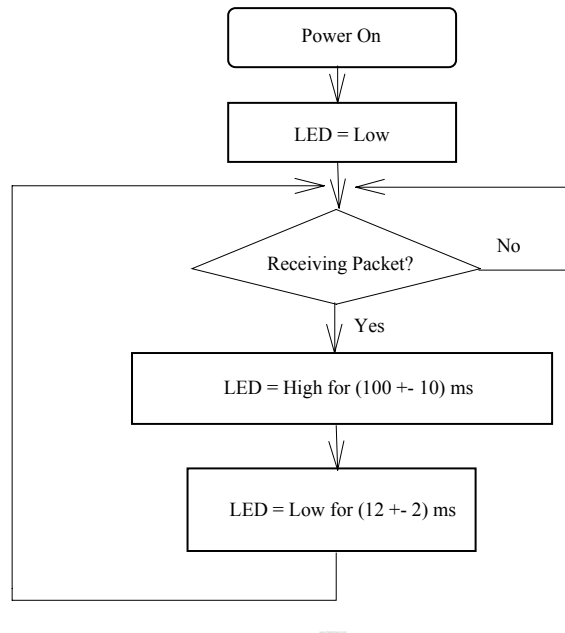 Power On
LED = Low
Receiving Packet?
No
Yes
LED = High for (100 +- 10) ms
LED = Low for (12 +- 2) ms